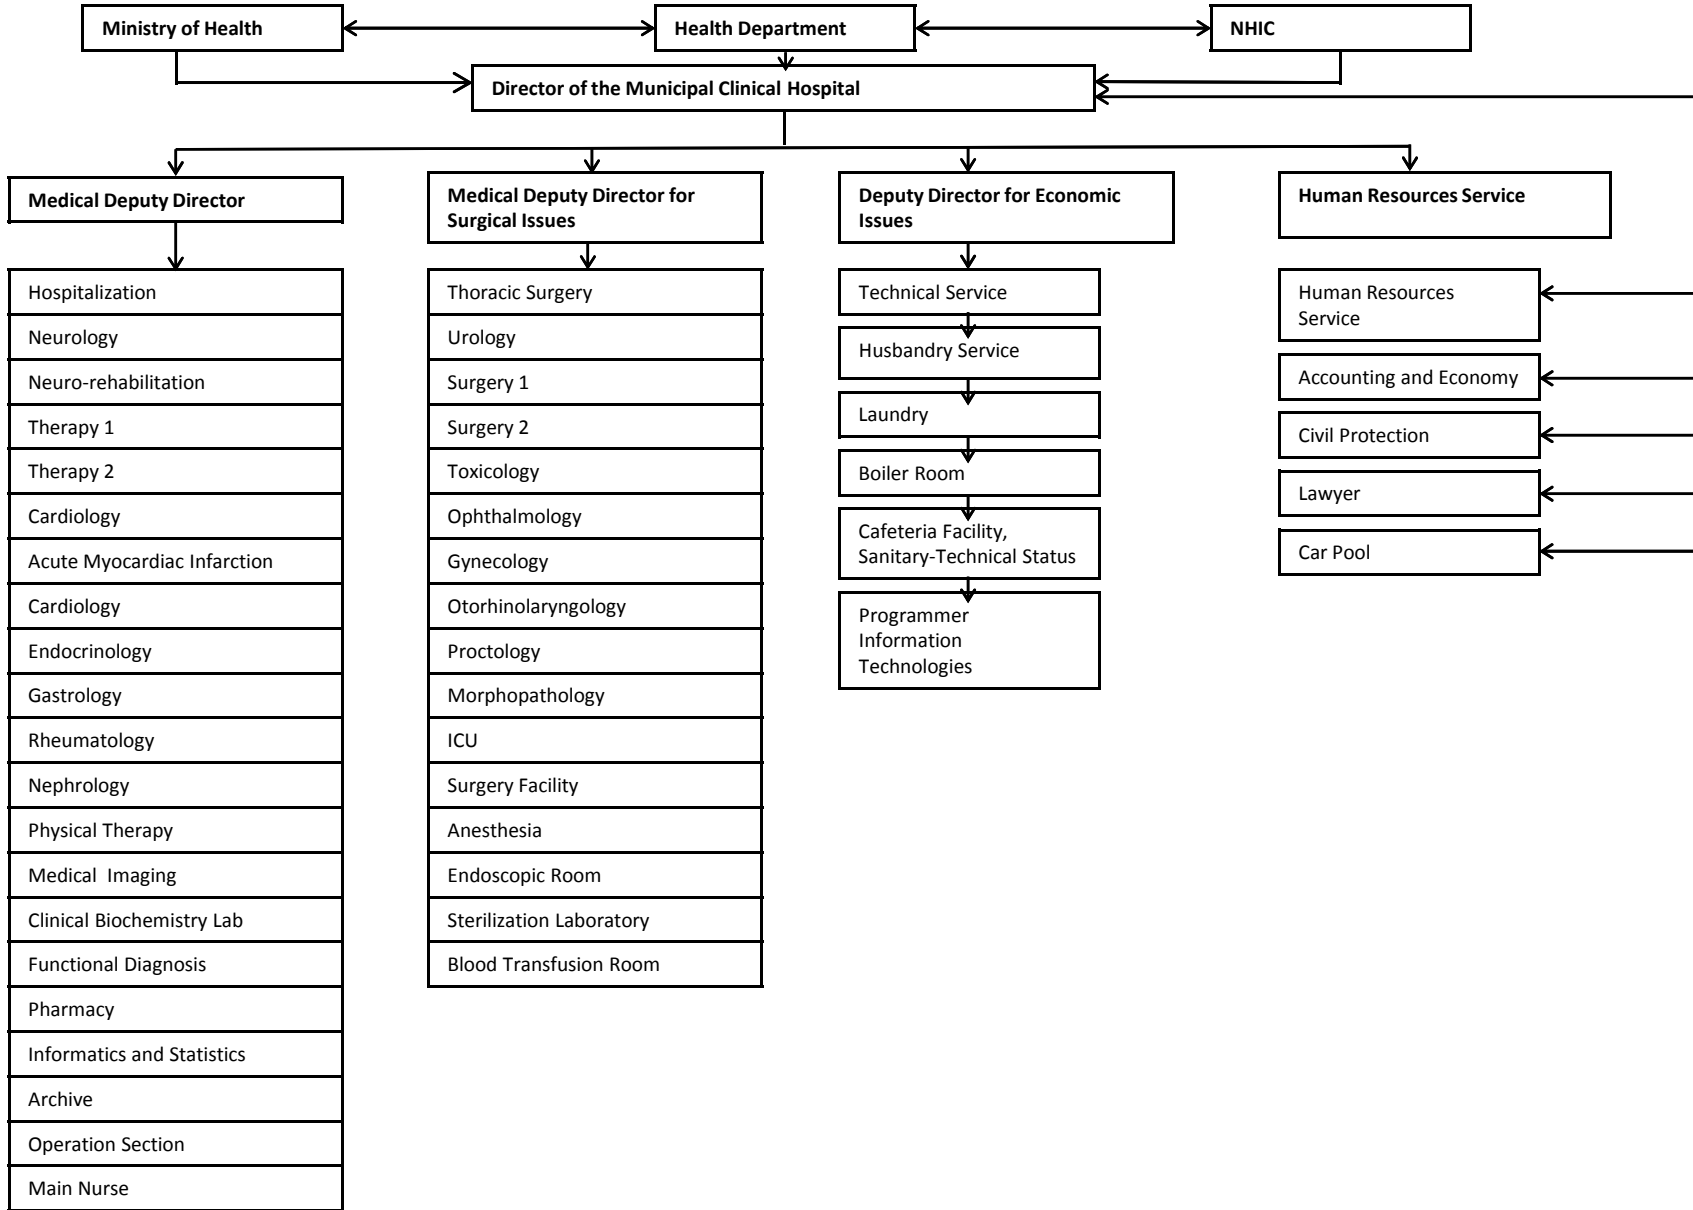 Ministry of Health
Health Department
NHIC
Director of the Municipal Clinical Hospital
Medical Deputy Director
Medical Deputy Director for
Surgical Issues
Deputy Director for Economic
Issues
Human Resources Service
Hospitalization
Neurology
Neuro-rehabilitation
Therapy 1
Therapy 2
Cardiology
Acute Myocardiac Infarction
Cardiology
Endocrinology
Gastrology
Rheumatology
Nephrology
Physical Therapy
Medical Imaging
Clinical Biochemistry Lab
Functional Diagnosis
Pharmacy
Informatics and Statistics
Archive
Operation Section
Main Nurse
Thoracic Surgery
Urology
Surgery 1
Surgery 2
Toxicology
Ophthalmology
Gynecology
Otorhinolaryngology
Proctology
Morphopathology
ICU
Surgery Facility
Anesthesia
Endoscopic Room
Sterilization Laboratory
Blood Transfusion Room
Technical Service
Husbandry Service
Laundry
Boiler Room
Cafeteria Facility,
Sanitary-Technical Status
Programmer
Information
Technologies
Human Resources
Service
Accounting and Economy
Civil Protection
Lawyer
Car Pool